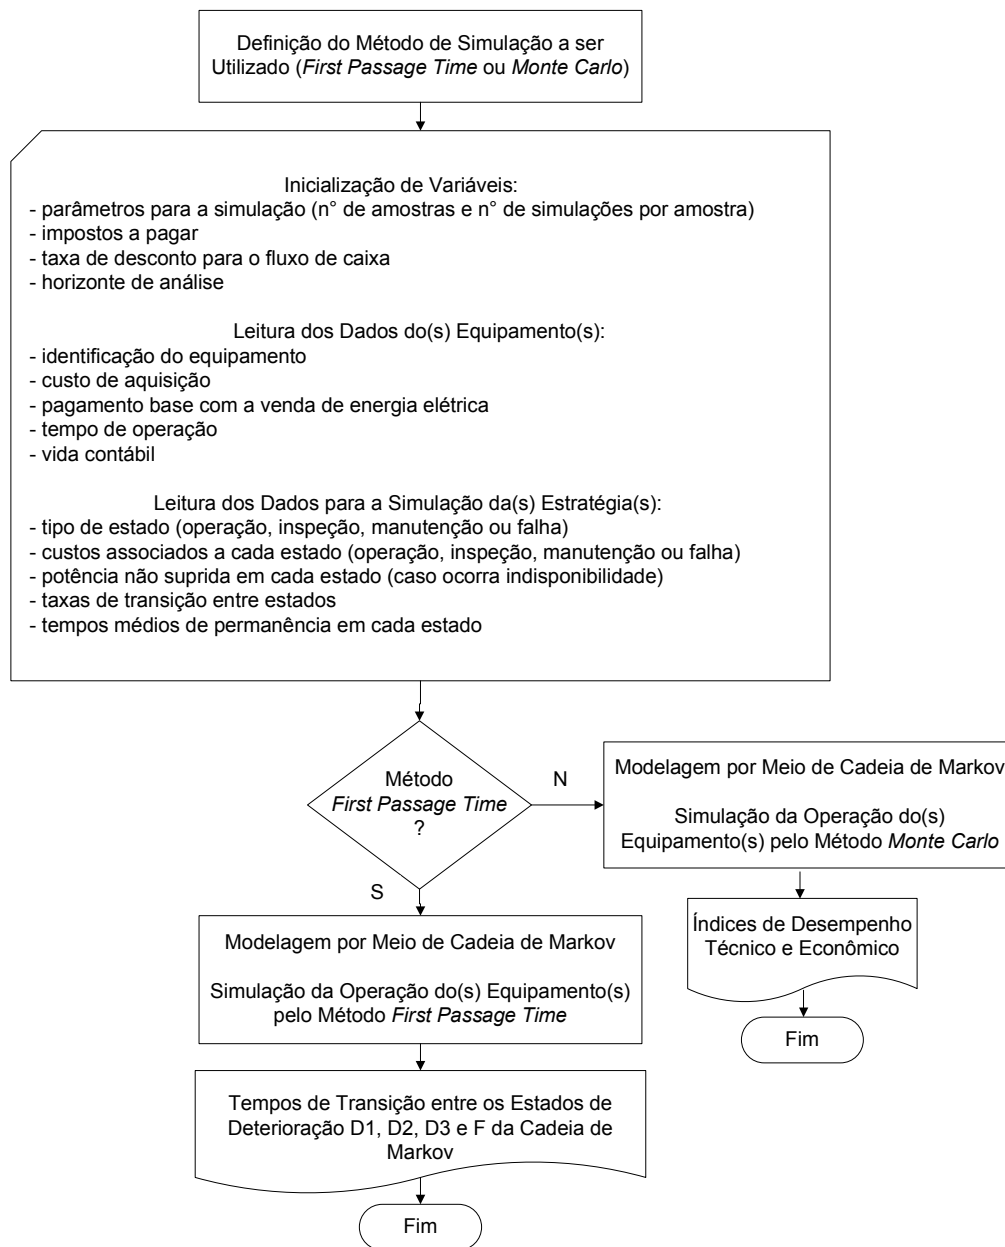 Definição do Método de Simulação a ser
Utilizado (First Passage Time ou Monte Carlo)
Inicialização de Variáveis:
- parâmetros para a simulação (n° de amostras e n° de simulações por amostra)
- impostos a pagar
- taxa de desconto para o fluxo de caixa
- horizonte de análise
Leitura dos Dados do(s) Equipamento(s):
- identificação do equipamento
- custo de aquisição
- pagamento base com a venda de energia elétrica
- tempo de operação
- vida contábil
Leitura dos Dados para a Simulação da(s) Estratégia(s):
- tipo de estado (operação, inspeção, manutenção ou falha)
- custos associados a cada estado (operação, inspeção, manutenção ou falha)
- potência não suprida em cada estado (caso ocorra indisponibilidade)
- taxas de transição entre estados
- tempos médios de permanência em cada estado
Método
First Passage Time
?
N
Modelagem por Meio de Cadeia de Markov
Simulação da Operação do(s)
Equipamento(s) pelo Método Monte Carlo
Índices de Desempenho
Técnico e Econômico
Fim
S
Modelagem por Meio de Cadeia de Markov
Simulação da Operação do(s) Equipamento(s)
pelo Método First Passage Time
Tempos de Transição entre os Estados de
Deterioração D1, D2, D3 e F da Cadeia de
Markov
Fim